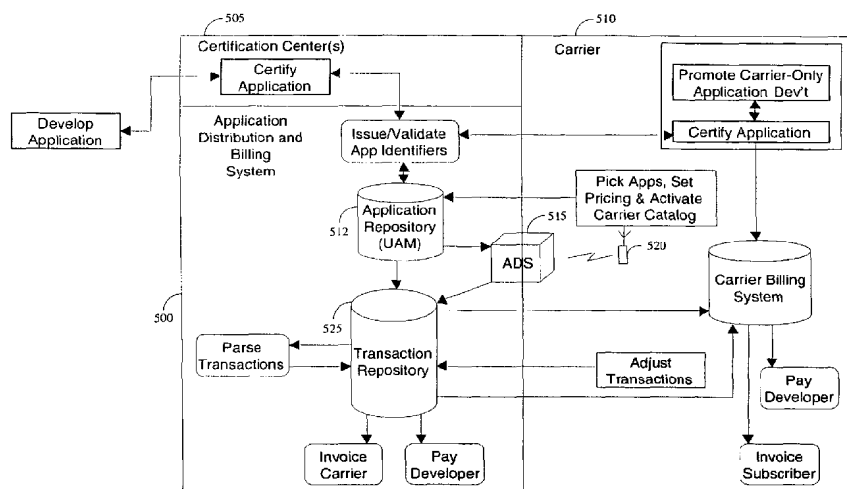 505
510
Certification Center(s)
Carrier
Certify
Application
Promote Carrier-Only
Application Dev't
Develop
Application
Application
Distribution and
Billing
System
Issue/Validate
App Identifiers
Certify Application
Pick Apps, Set
Pricing & Activate
Carrier Catalog
512
Application
Repository
(UAM)
515
ADS
520
Carrier Billing
System
500
525
Parse
Transactions
Transaction
Repository
Adjust
Transactions
Pay
Developer
Invoice
Carrier
Pay
Developer
Invoice
Subscriber